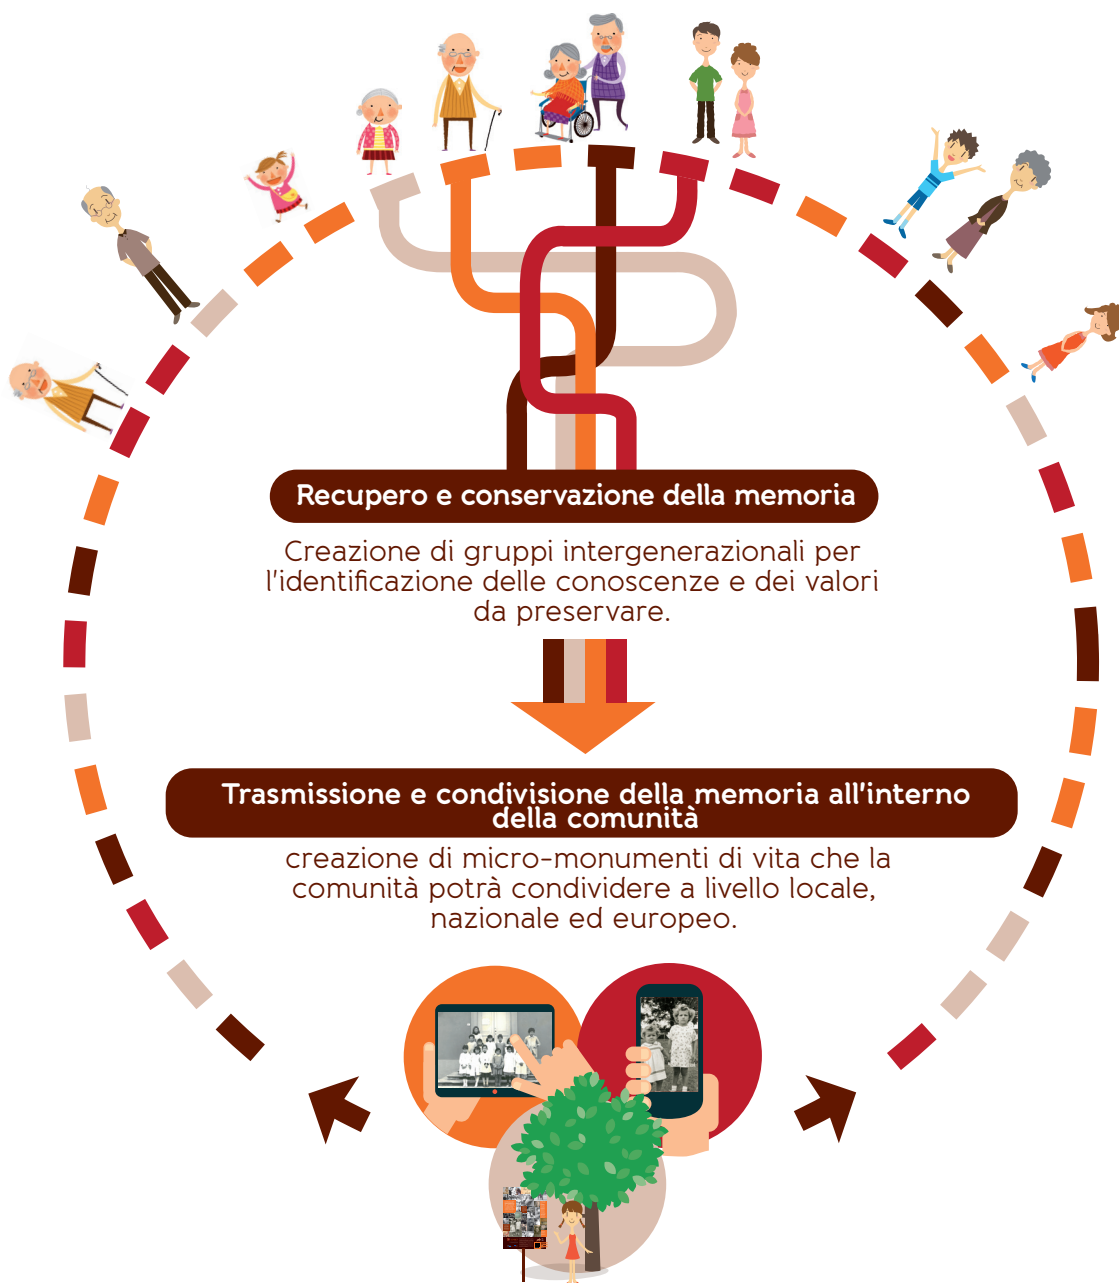 Recupero e conservazione della memoria
Creazione di gruppi intergenerazionali per
l'identificazione delle conoscenze e dei valori
da preservare.
Trasmissione e condivisione della memoria all'interno
della comunità
creazione di micro-monumenti di vita che la
comunità potrà condividere a livello locale,
nazionale ed europeo.